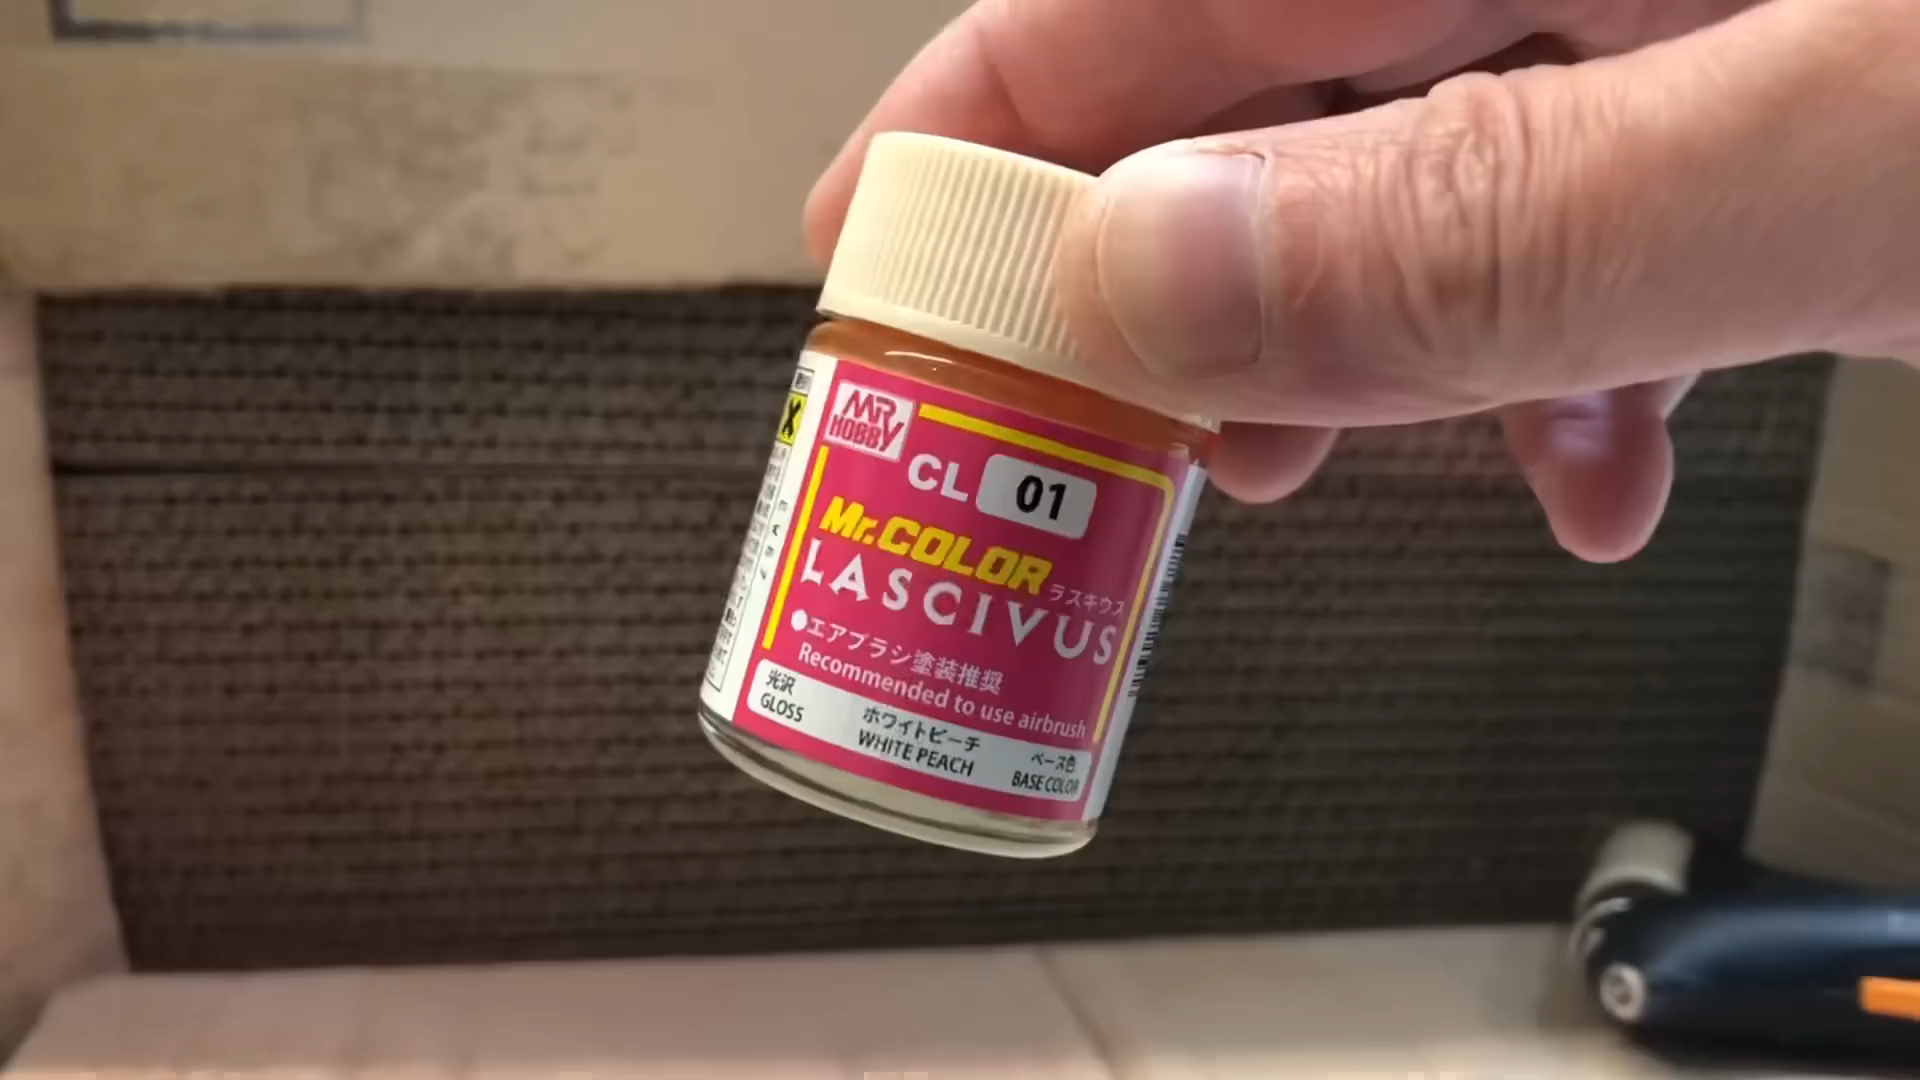 MR
HOBBY
CL 01
Mr.COLOR
LASCIVUS ラスキウス
●エアブラシ塗装推奨
Recommended to use airbrush
光沢
GLOSS
ホワイトピーチ
WHITE PEACH
ベース色
BASE COLOR